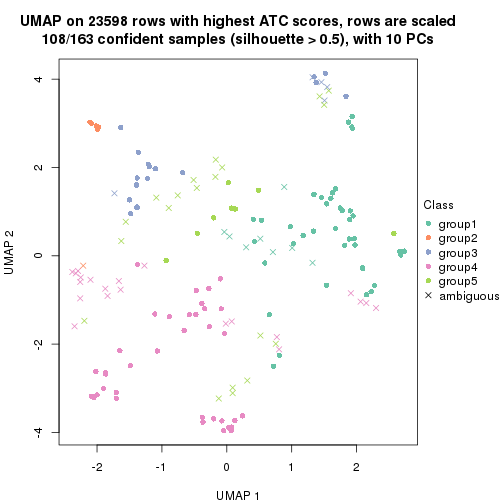 UMAP on 23598 rows with highest ATC scores, rows are scaled
108/163 confident samples (silhouette > 0.5), with 10 PCs
4
2
0
-2
-4
UMAP 2
-2
-1
0
1
2
UMAP 1
Class
group1
group2
group3
group4
group5
ambiguous